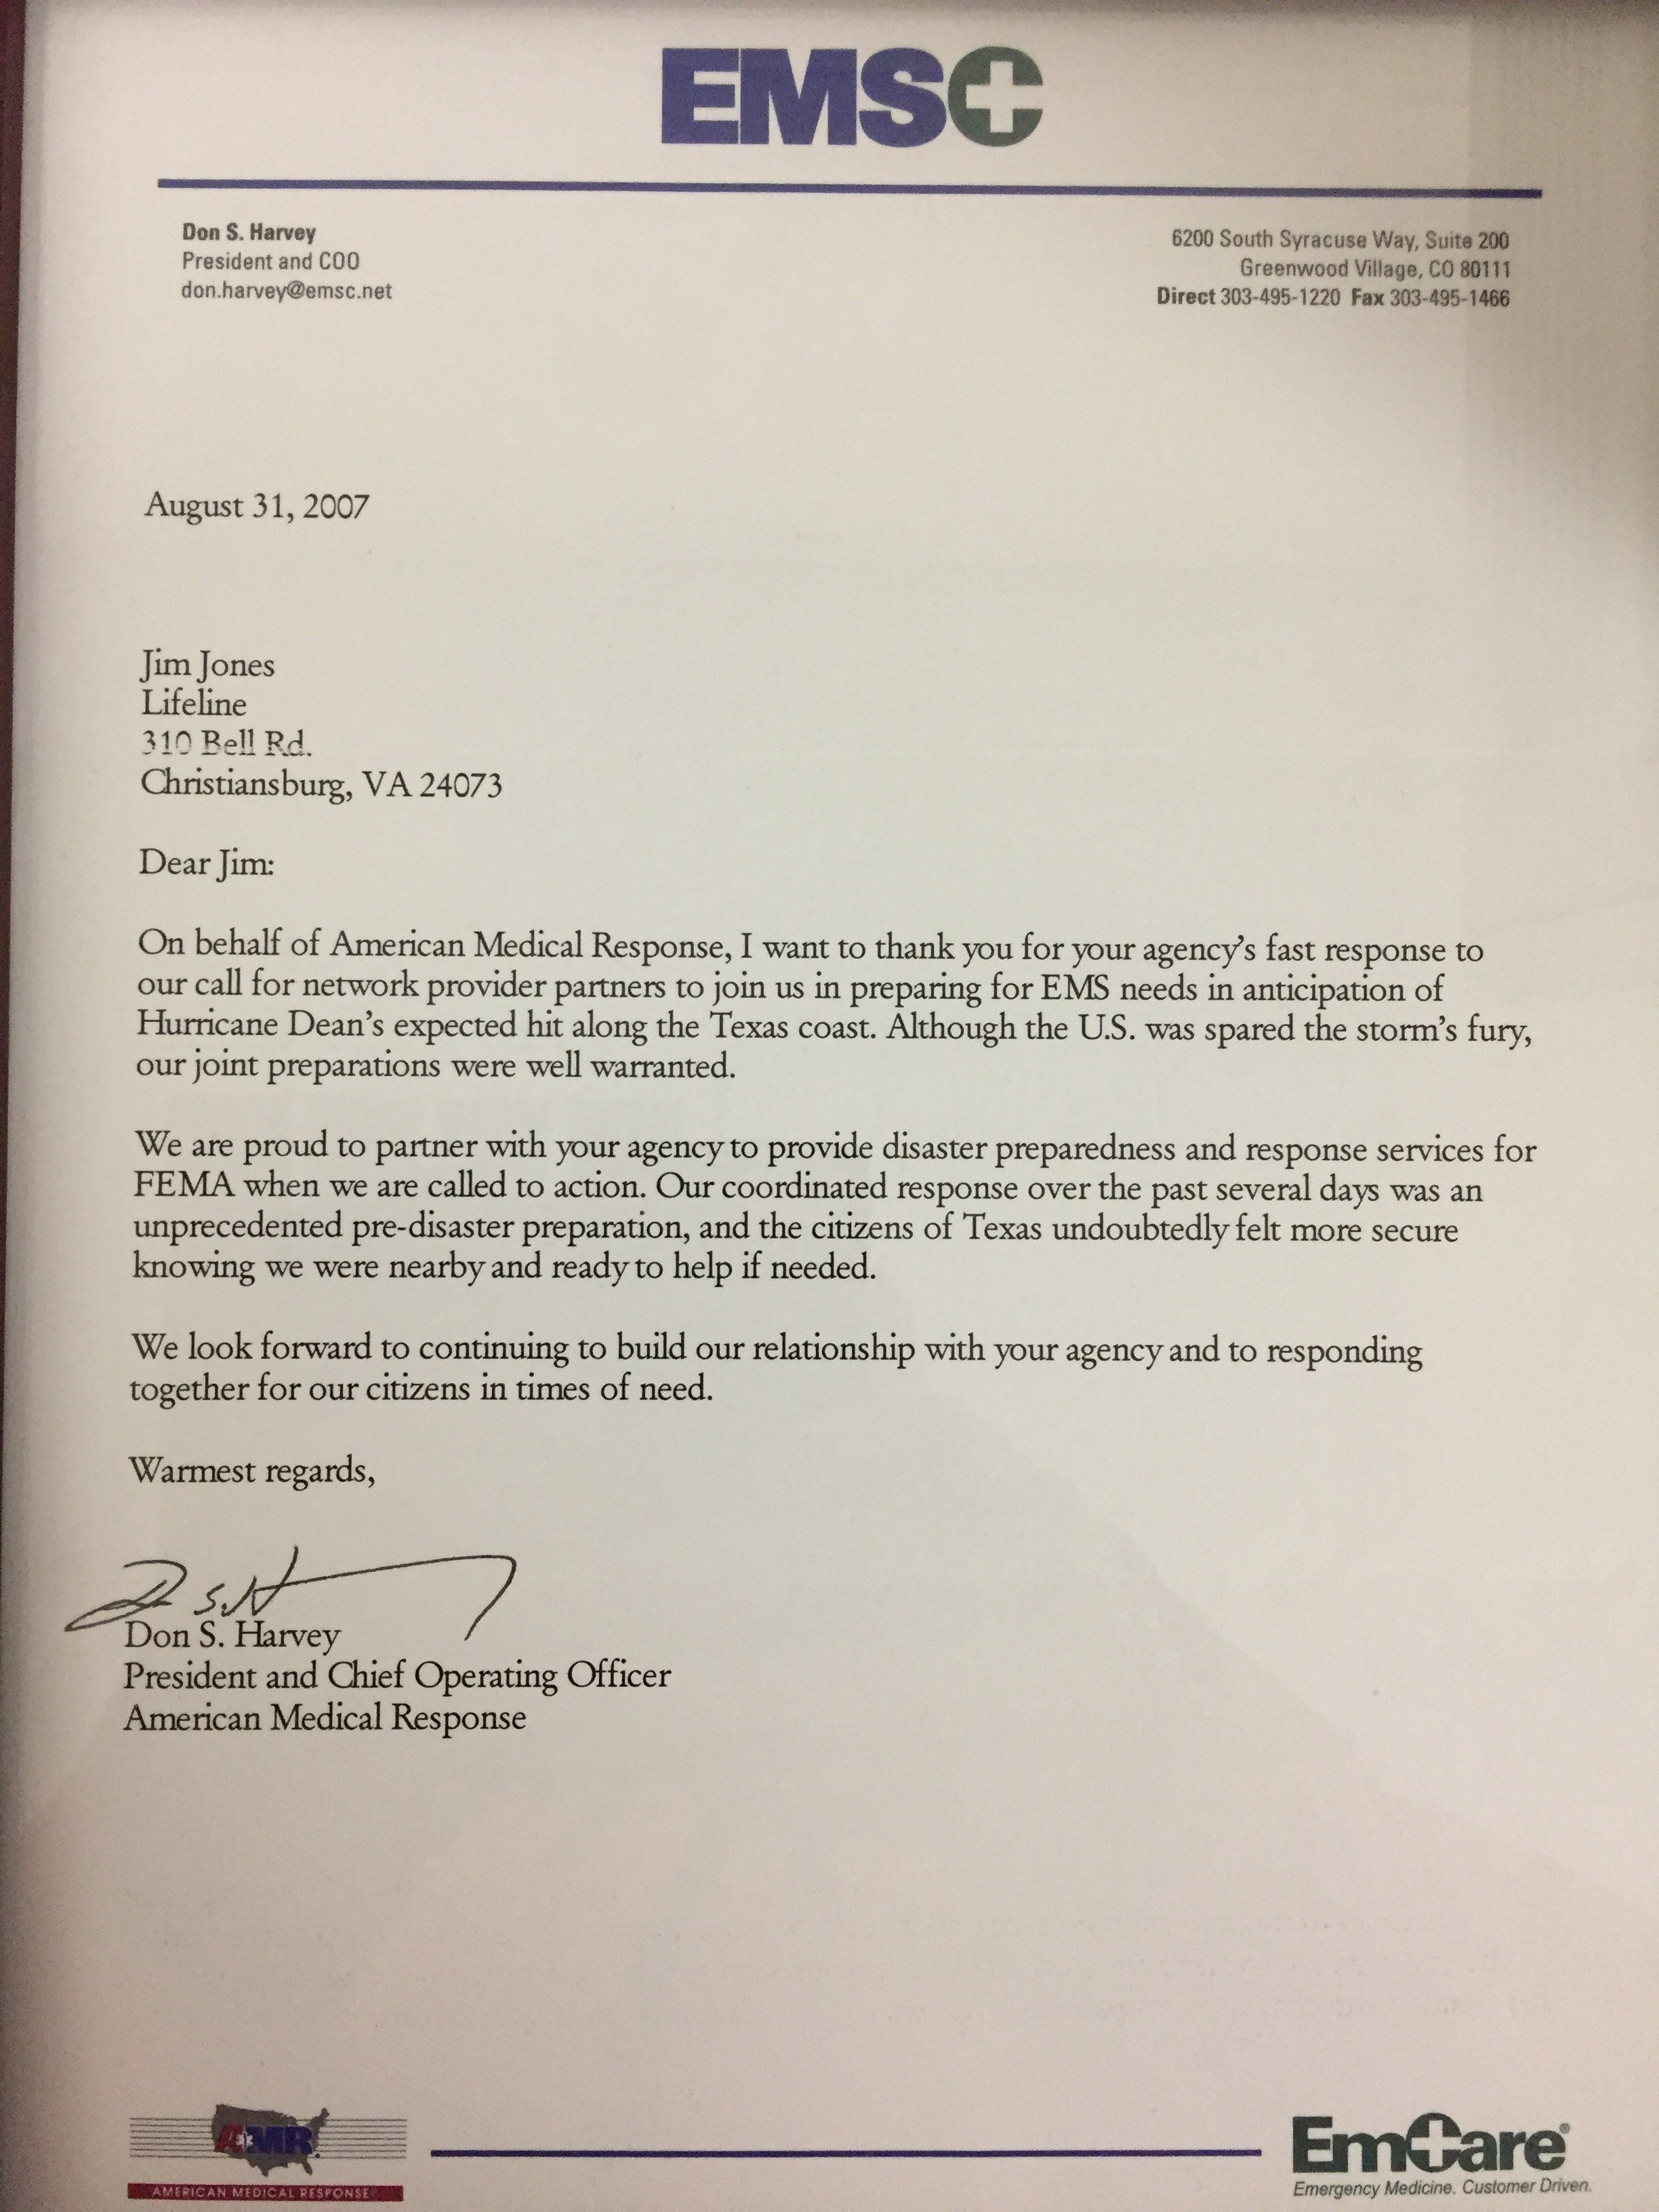 EMSC
Don S. Harvey
President and COO
don.harvey@emsc.net
6200 South Syracuse Way, Suite 200
Greenwood Village, CO 80111
Direct 303-495-1220 Fax 303-495-1466
August 31, 2007
Jim Jones
Lifeline
310 Bell Rd.
Christiansburg, VA 24073
Dear Jim:
On behalf of American Medical Response, I want to thank you for your agency's fast response to
our call for network provider partners to join us in preparing for EMS needs in anticipation of
Hurricane Dean's expected hit along the Texas coast. Although the U.S. was spared the storm's fury,
our joint preparations were well warranted.
We are proud to partner with your agency to provide disaster preparedness and response services for
FEMA when we are called to action. Our coordinated response over the past several days was an
unprecedented pre-disaster preparation, and the citizens of Texas undoubtedly felt more secure
knowing we were nearby and ready to help if needed.
We look forward to continuing to build our relationship with your agency and to responding
together for our citizens in times of need.
Warmest regards,
D S. H
Don S. Harvey
President and Chief Operating Officer
American Medical Response
AMR
AMERICAN MEDICAL RESPONSE
EmCare®
Emergency Medicine. Customer Driven.